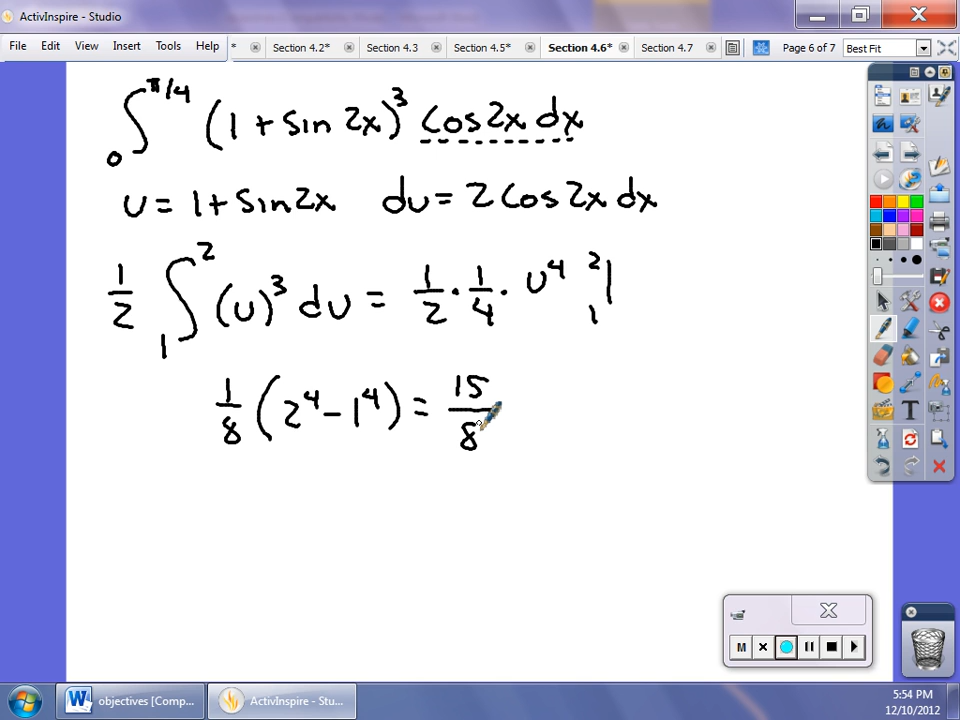 ActivInspire - Studio
File Edit View Insert Tools Help * Section 4.2* Section 4.3 Section 4.5* Section 4.6* Section 4.7 Page 6 of 7 Best Fit
∫₀^(π/4) (1 + sin 2x)³ cos 2x dx
u = 1 + sin 2x du = 2 cos 2x dx
1/2 ∫₁² (u)³ du = 1/2 · 1/4 · u⁴ |₁²
1/8 (2⁴ - 1⁴) = 15/8
M
objectives [Comp... ActivInspire - Stu... 5:54 PM
12/10/2012